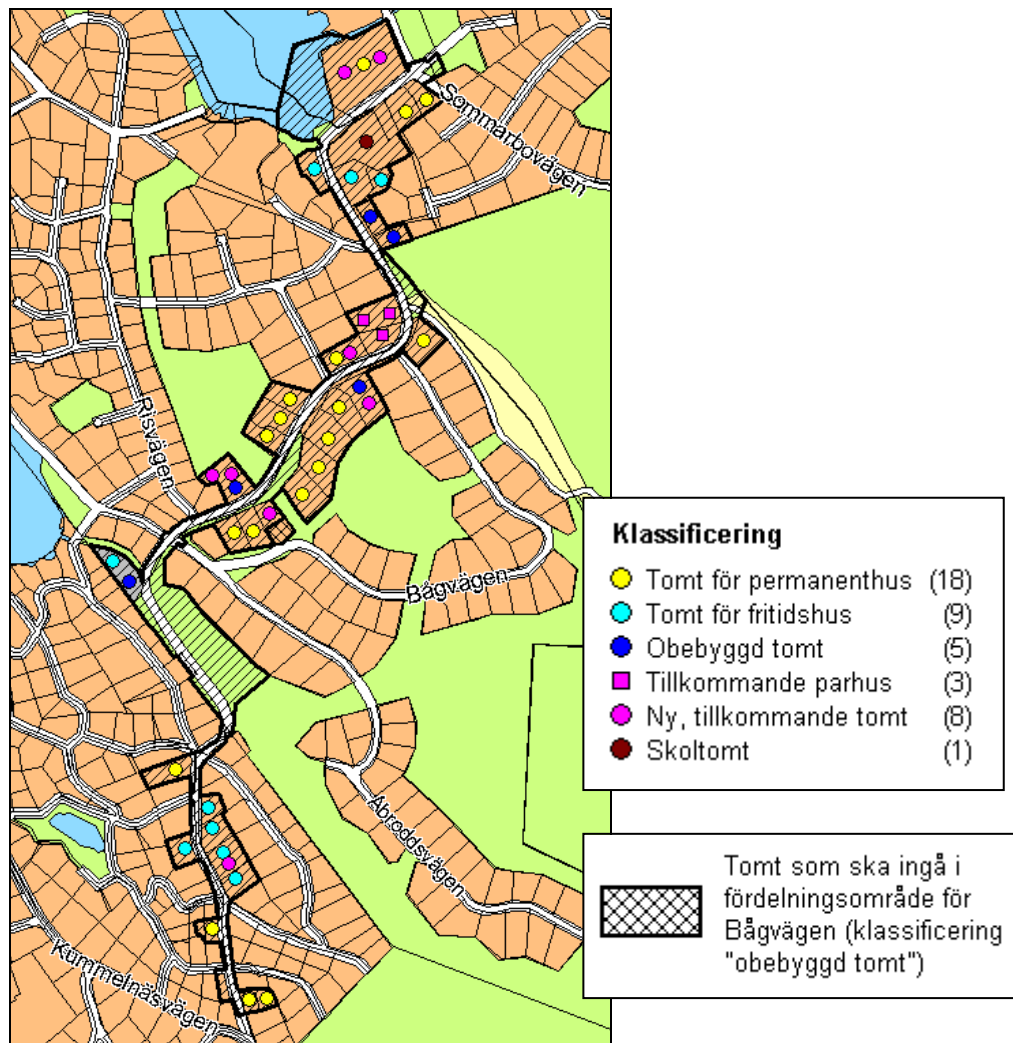 Sommarbovägen
Risvägen
Bågvägen
Abroddsvägen
Kummelnäsvägen
Klassificering
Tomt för permanenthus (18)
Tomt för fritidshus (9)
Obebyggd tomt (5)
Tillkommande parhus (3)
Ny, tillkommande tomt (8)
Skoltomt (1)
Tomt som ska ingå i
fördelningsområde för
Bågvägen (klassificering
"obebyggd tomt")